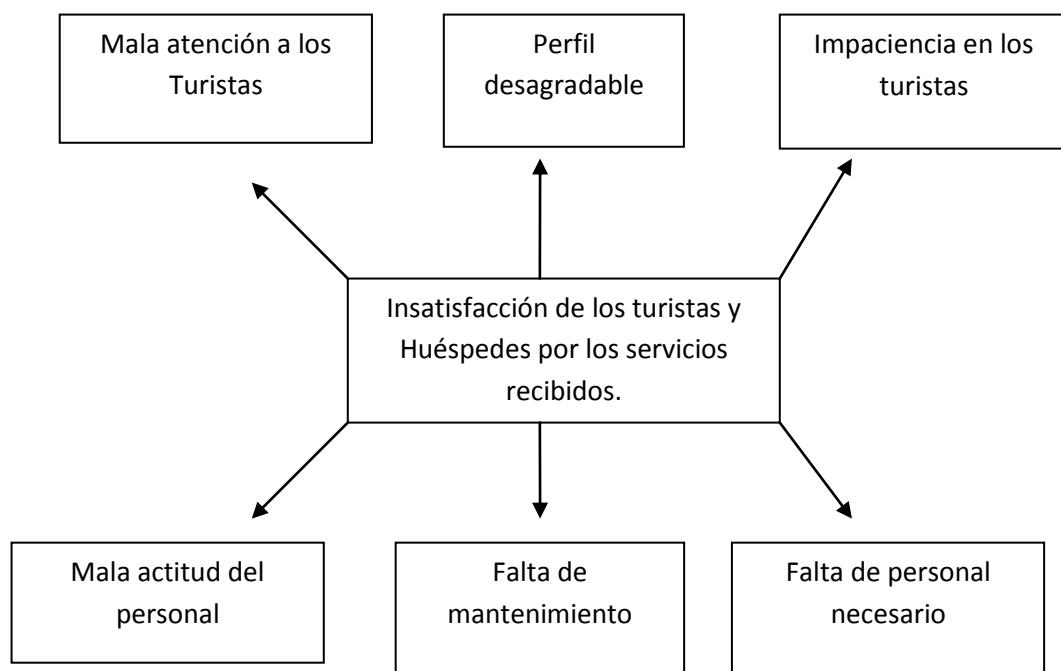 Mala atención a los
Turistas
Perfil
desagradable
Impaciencia en los
turistas
Insatisfacción de los turistas y
Huéspedes por los servicios
recibidos.
Mala actitud del
personal
Falta de
mantenimiento
Falta de personal
necesario